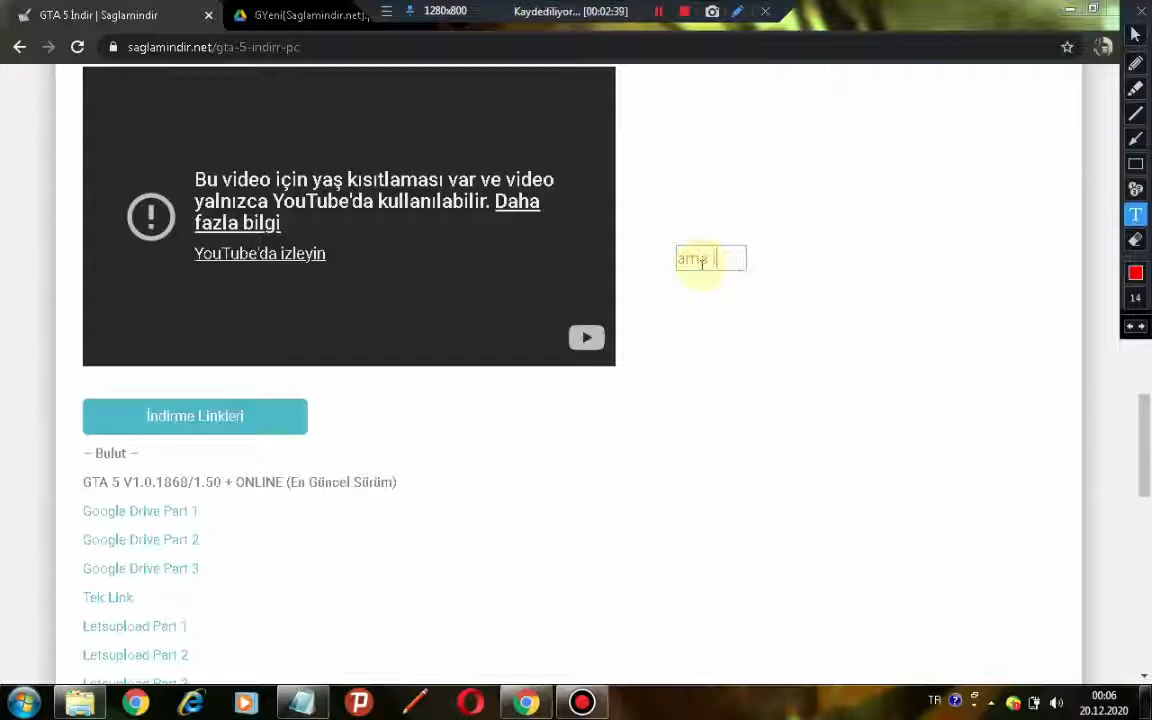 GTA 5 İndir | Saglamindir
GYeni[Saglamindir.net].
1280x800
Kaydediliyor... [00:02:39]
saglamindir.net/gta-5-indirr-pc
Bu video için yaş kısıtlaması var ve video
yalnızca YouTube'da kullanılabilir. Daha
fazla bilgi
YouTube'da izleyin
ama i
İndirme Linkleri
– Bulut –
GTA 5 V1.0.1868/1.50 + ONLINE (En Güncel Sürüm)
Google Drive Part 1
Google Drive Part 2
Google Drive Part 3
Tek Link
Letsupload Part 1
Letsupload Part 2
T
14
TR
00:06
20.12.2020